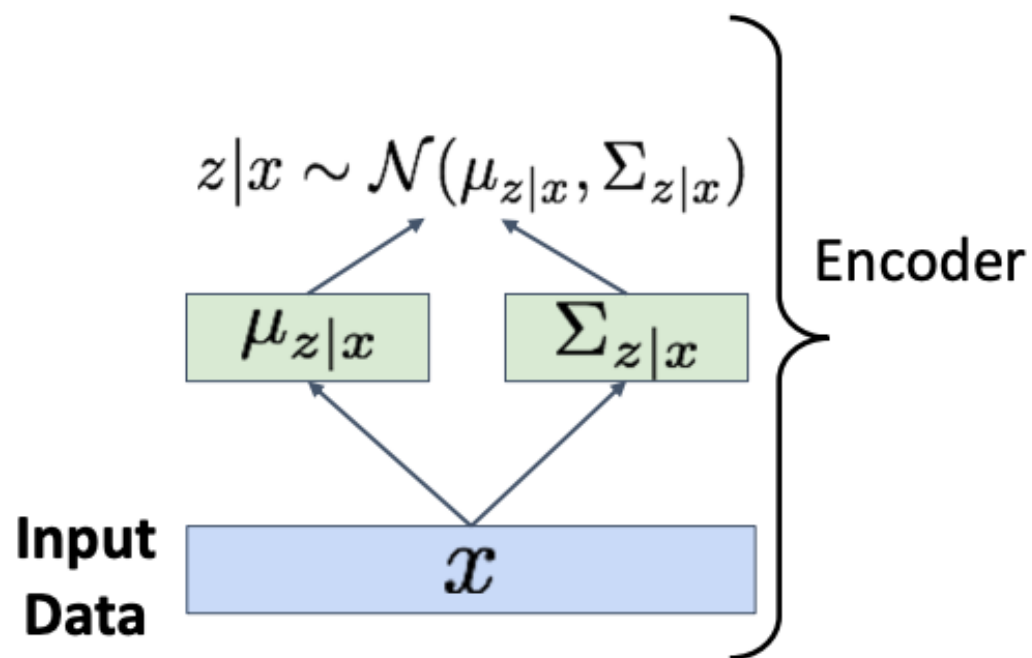 z|x ∼ 𝒩(μ_{z|x}, Σ_{z|x})
Encoder
μ_{z|x}
Σ_{z|x}
Input
Data
x